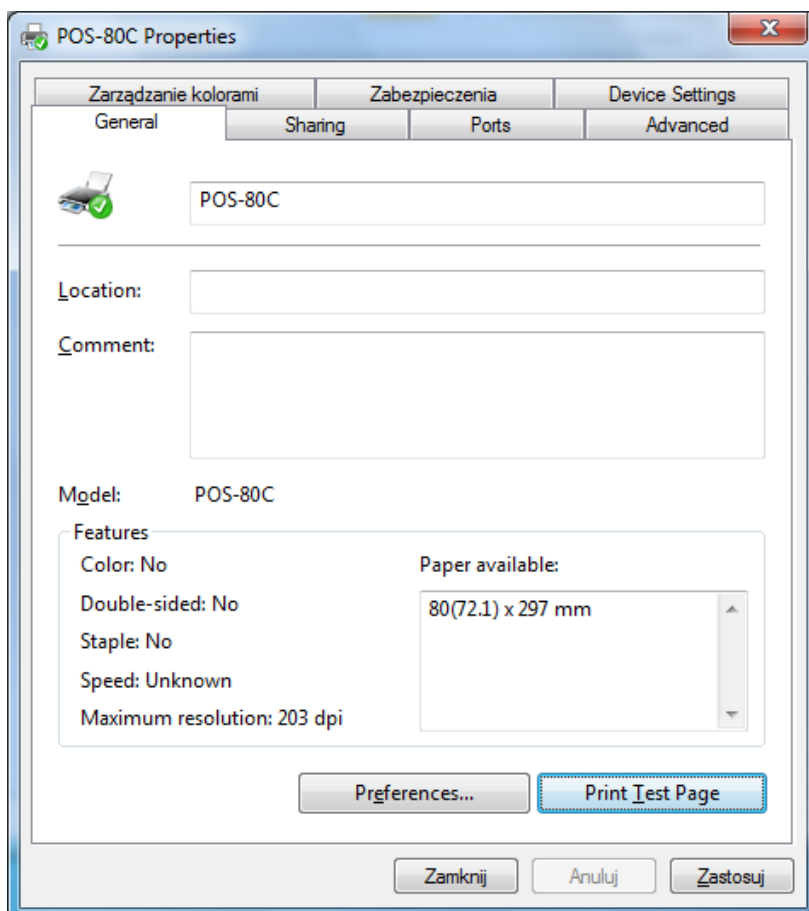 POS-80C Properties
Zarządzanie kolorami Zabezpieczenia Device Settings
General Sharing Ports Advanced
POS-80C
Location:
Comment:
Model: POS-80C
Features
Color: No
Double-sided: No
Staple: No
Speed: Unknown
Maximum resolution: 203 dpi
Paper available:
80(72.1) x 297 mm
Preferences... Print Test Page
Zamknij Anuluj Zastosuj